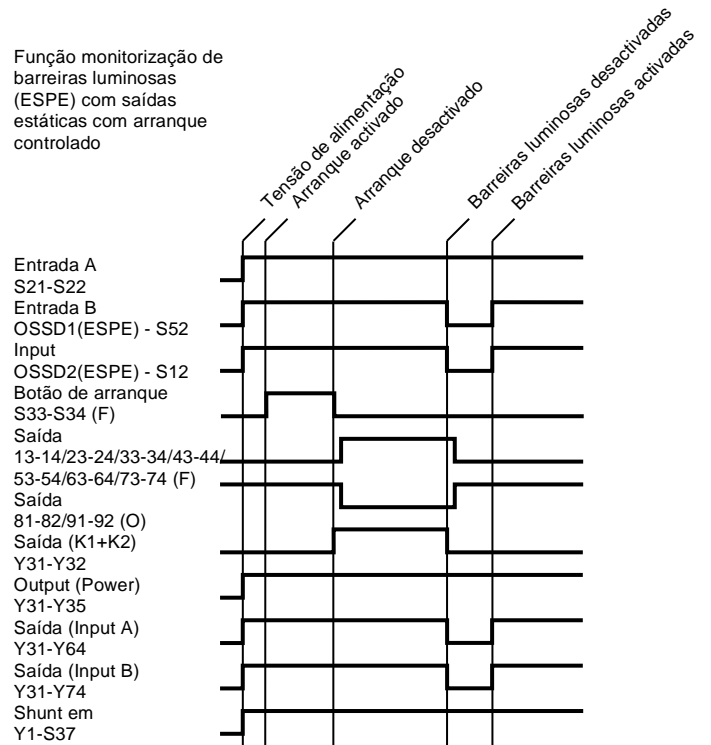 Função monitorização de
barreiras luminosas
(ESPE) com saídas
estáticas com arranque
controlado
Tensão de alimentação
Arranque activado
Arranque desactivado
Barreiras luminosas desactivadas
Barreiras luminosas activadas
Entrada A
S21-S22
Entrada B
OSSD1(ESPE) - S52
Input
OSSD2(ESPE) - S12
Botão de arranque
S33-S34 (F)
Saída
13-14/23-24/33-34/43-44/
53-54/63-64/73-74 (F)
Saída
81-82/91-92 (O)
Saída (K1+K2)
Y31-Y32
Output (Power)
Y31-Y35
Saída (Input A)
Y31-Y64
Saída (Input B)
Y31-Y74
Shunt em
Y1-S37